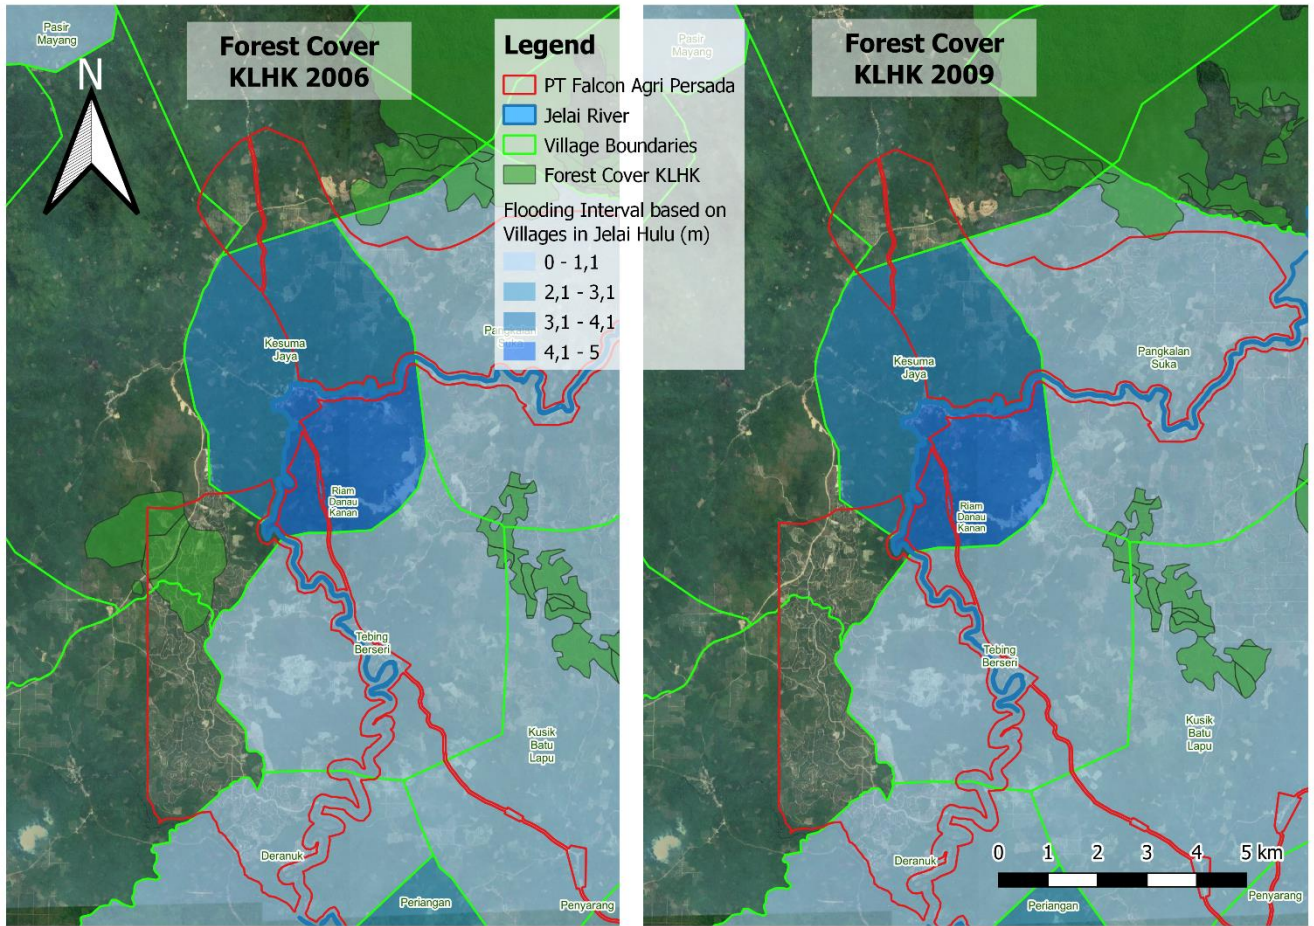 Pasir
Mayang
N
Forest Cover
KLHK 2006
Legend
PT Falcon Agri Persada
Jelai River
Village Boundaries
Forest Cover KLHK
Flooding Interval based on
Villages in Jelai Hulu (m)
0 - 1,1
2,1 - 3,1
3,1 - 4,1
4,1 - 5
Kesuma
Jaya
Pangkalan
Suka
Riam
Danau
Kanan
Tebing
Berseri
Kusik
Batu
Lapu
Deranuk
Periangan
Penyarang
Pasir
Mayang
Forest Cover
KLHK 2009
Kesuma
Jaya
Pangkalan
Suka
Riam
Danau
Kanan
Tebing
Berseri
Kusik
Batu
Lapu
Deranuk
0 1 2 3 4 5 km
Periangan
Penyarang